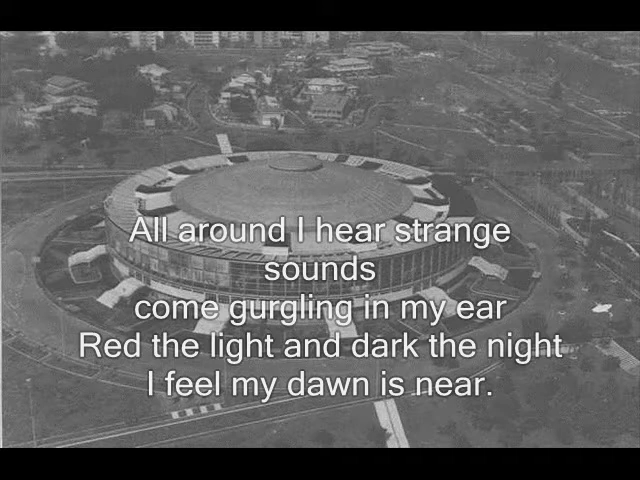 All around I hear strange
sounds
come gurgling in my ear
Red the light and dark the night
I feel my dawn is near.